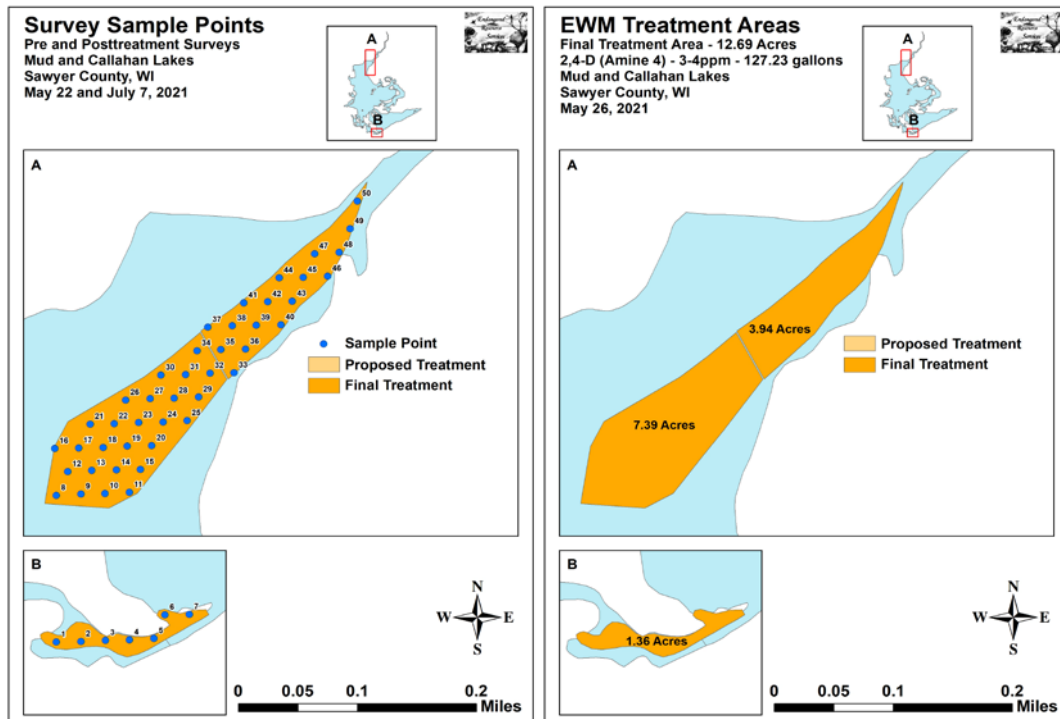 Survey Sample Points
Pre and Posttreatment Surveys
Mud and Callahan Lakes
Sawyer County, WI
May 22 and July 7, 2021
Endangered
Resource
Services
A
B
A
50
49
48
47
46
45
44
43
42
41
40
39
38
37
36
35
34
33
32
31
30
29
28
27
26
25
24
23
22
21
20
19
18
17
16
15
14
13
12
11
10
9
8
Sample Point
Proposed Treatment
Final Treatment
B
1
2
3
4
5
6
7
N
W E
S
0 0.05 0.1 0.2
Miles
EWM Treatment Areas
Final Treatment Area - 12.69 Acres
2,4-D (Amine 4) - 3-4ppm - 127.23 gallons
Mud and Callahan Lakes
Sawyer County, WI
May 26, 2021
Endangered
Resource
Services
A
B
A
3.94 Acres
7.39 Acres
Proposed Treatment
Final Treatment
B
1.36 Acres
N
W E
S
0 0.05 0.1 0.2
Miles